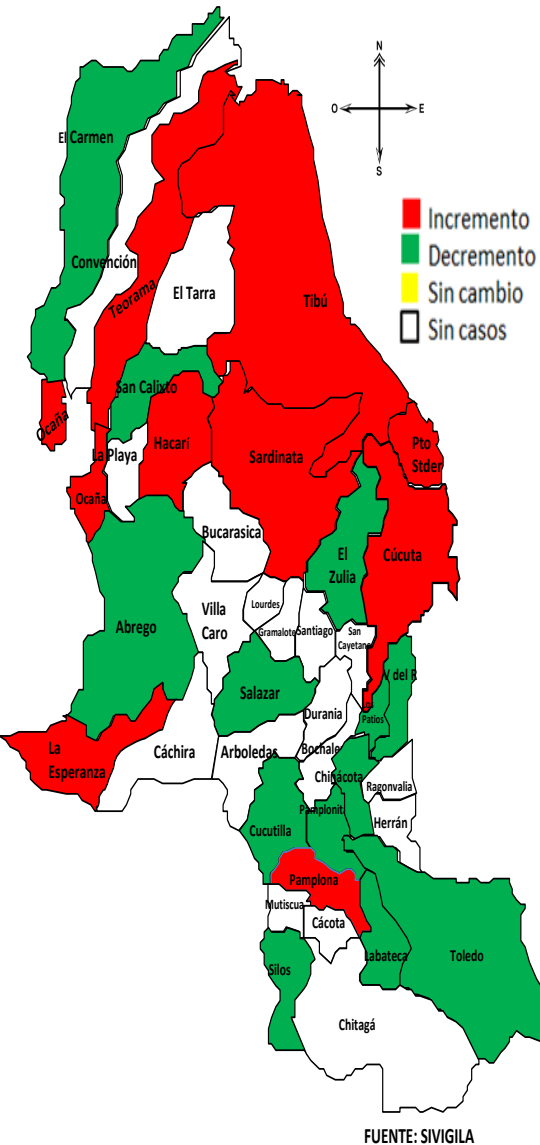 N
O
E
S
Incremento
Decremento
Sin cambio
Sin casos
El Carmen
Convención
Teorama
El Tarra
Tibú
San Calixto
Ocaña
La Playa
Hacarí
Sardinata
Pto
Stder
Ocaña
Bucarasica
El
Zulia
Cúcuta
Abrego
Villa
Caro
Lourdes
Gramalote
Santiago
San
Cayetano
Salazar
V del R
Los
Patios
Durania
La
Esperanza
Cáchira
Arboledas
Bochale
Chinácota
Ragonvalia
Pamplonit
Herrán
Cucutilla
Pamplona
Mutiscua
Cácota
Silos
Labateca
Toledo
Chitagá
FUENTE: SIVIGILA